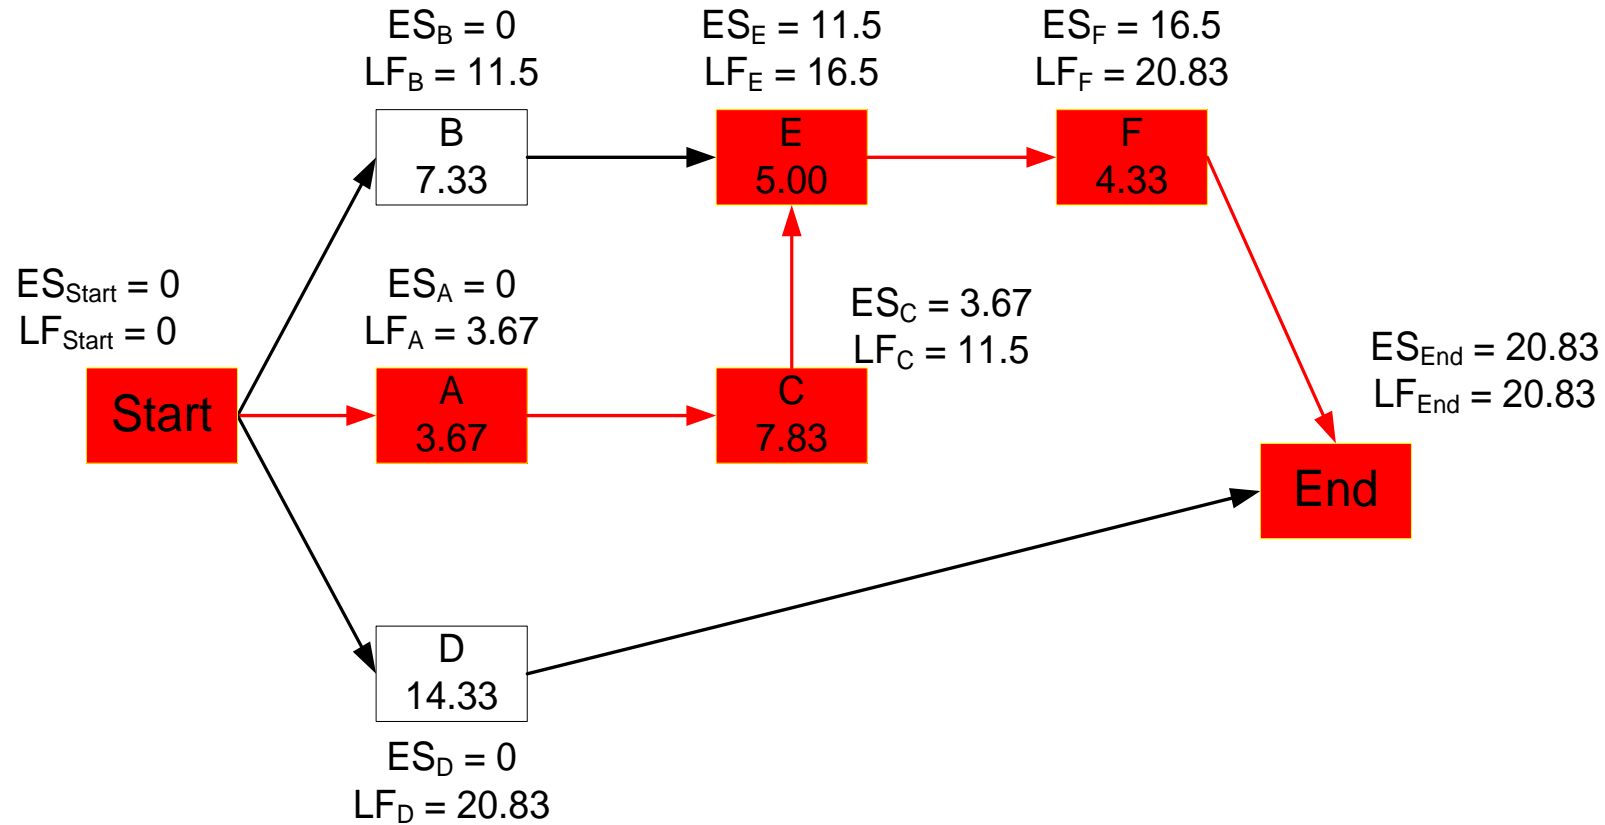 ES_B = 0
LF_B = 11.5
B
7.33
ES_E = 11.5
LF_E = 16.5
E
5.00
ES_F = 16.5
LF_F = 20.83
F
4.33
ES_Start = 0
LF_Start = 0
Start
ES_A = 0
LF_A = 3.67
A
3.67
ES_C = 3.67
LF_C = 11.5
C
7.83
ES_End = 20.83
LF_End = 20.83
End
D
14.33
ES_D = 0
LF_D = 20.83